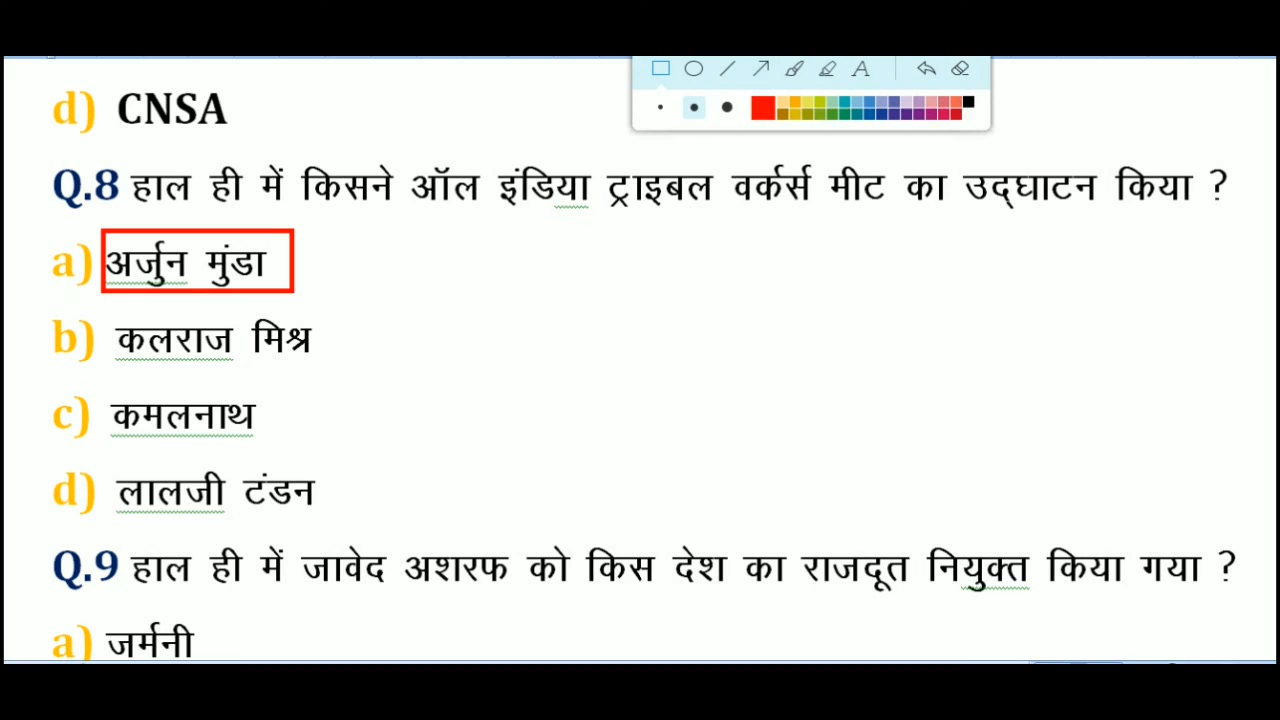 d) CNSA
Q.8 हाल ही में किसने ऑल इंडिया ट्राइबल वर्कर्स मीट का उद्घाटन किया ?
a) अर्जुन मुंडा
b) कलराज मिश्र
c) कमलनाथ
d) लालजी टंडन
Q.9 हाल ही में जावेद अशरफ को किस देश का राजदूत नियुक्त किया गया ?
a) जर्मनी